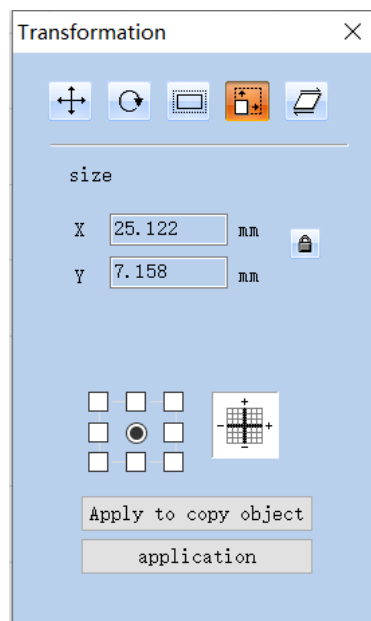 Transformation
size
X 25.122 mm
Y 7.158 mm
Apply to copy object
application